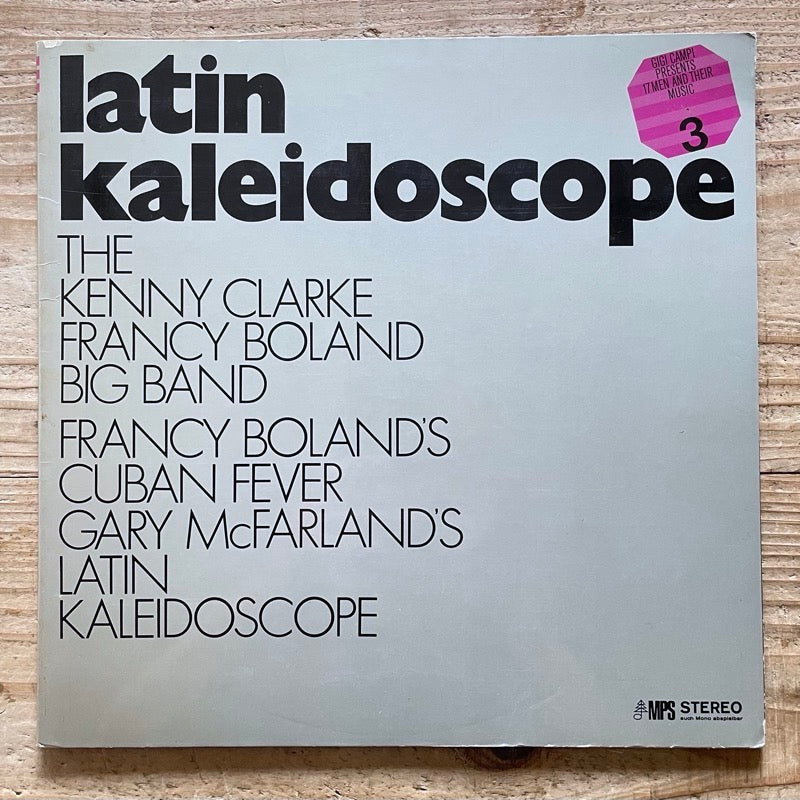 latin
kaleidoscope
GIGI CAMPI
PRESENTS
17 MEN AND THEIR
MUSIC
3
THE
KENNY CLARKE
FRANCY BOLAND
BIG BAND
FRANCY BOLAND'S
CUBAN FEVER
GARY McFARLAND'S
LATIN
KALEIDOSCOPE
MPS STEREO
auch Mono abspielbar